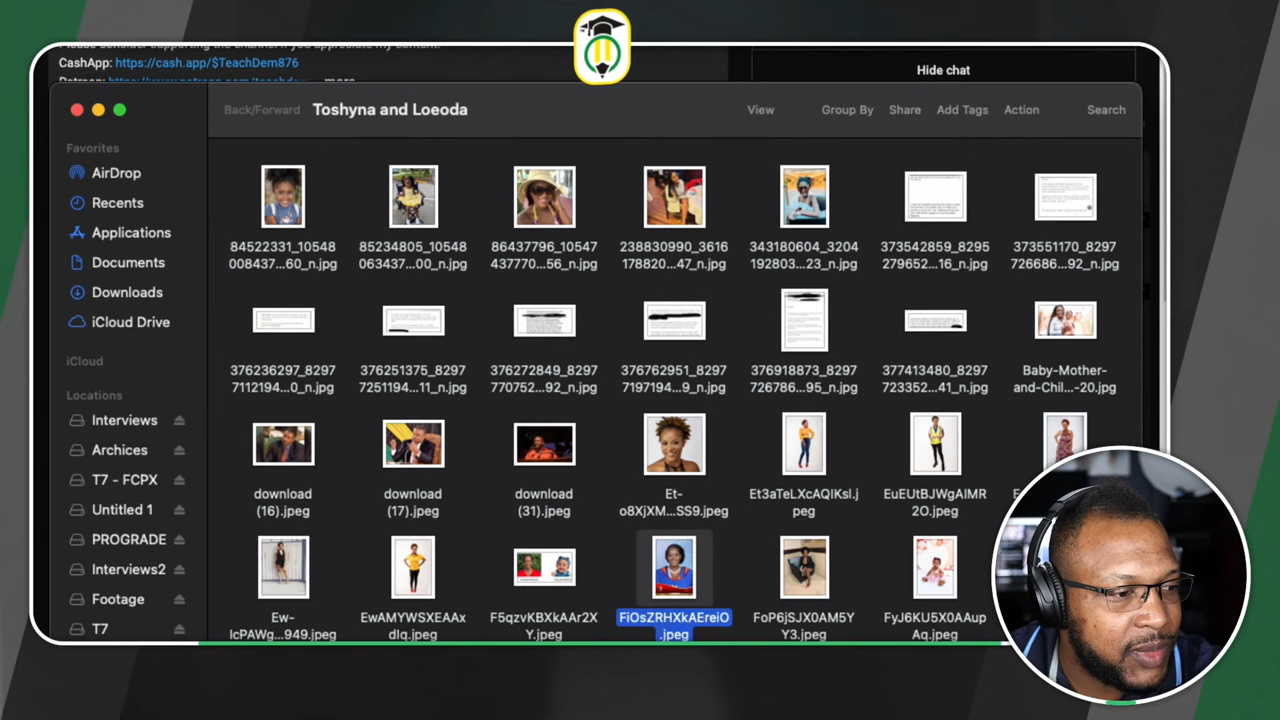 CashApp: https://cash.app/$TeachDem876
Hide chat
Back/Forward
Toshyna and Loeoda
View
Group By
Share
Add Tags
Action
Search
Favorites
AirDrop
Recents
Applications
Documents
Downloads
iCloud Drive
iCloud
Locations
Interviews
Archices
T7 - FCPX
Untitled 1
PROGRADE
Interviews2
Footage
T7
84522331_10548
008437...60_n.jpg
85234805_10548
063437...00_n.jpg
86437796_10547
437770...56_n.jpg
238830990_3616
178820...47_n.jpg
343180604_3204
192803...23_n.jpg
373542859_8295
279652...16_n.jpg
373551170_8297
726686...92_n.jpg
376236297_8297
7112194...0_n.jpg
376251375_8297
7251194...11_n.jpg
376272849_8297
770752...92_n.jpg
376762951_8297
7197194...9_n.jpg
376918873_8297
726786...95_n.jpg
377413480_8297
723352...41_n.jpg
Baby-Mother-
and-Chil...-20.jpg
download
(16).jpeg
download
(17).jpeg
download
(31).jpeg
Et-
o8XjXM...SS9.jpeg
Et3aTeLXcAQIKsl.j
peg
EuEUtBJWgAIMR
2O.jpeg
Ew-
IcPAWg...949.jpeg
EwAMYWSXEAAx
dIq.jpeg
F5qzvKBXkAAr2X
Y.jpeg
FiOsZRHXkAEreiO
.jpeg
FoP6jSJX0AM5Y
Y3.jpeg
FyJ6KU5X0AAup
Aq.jpeg